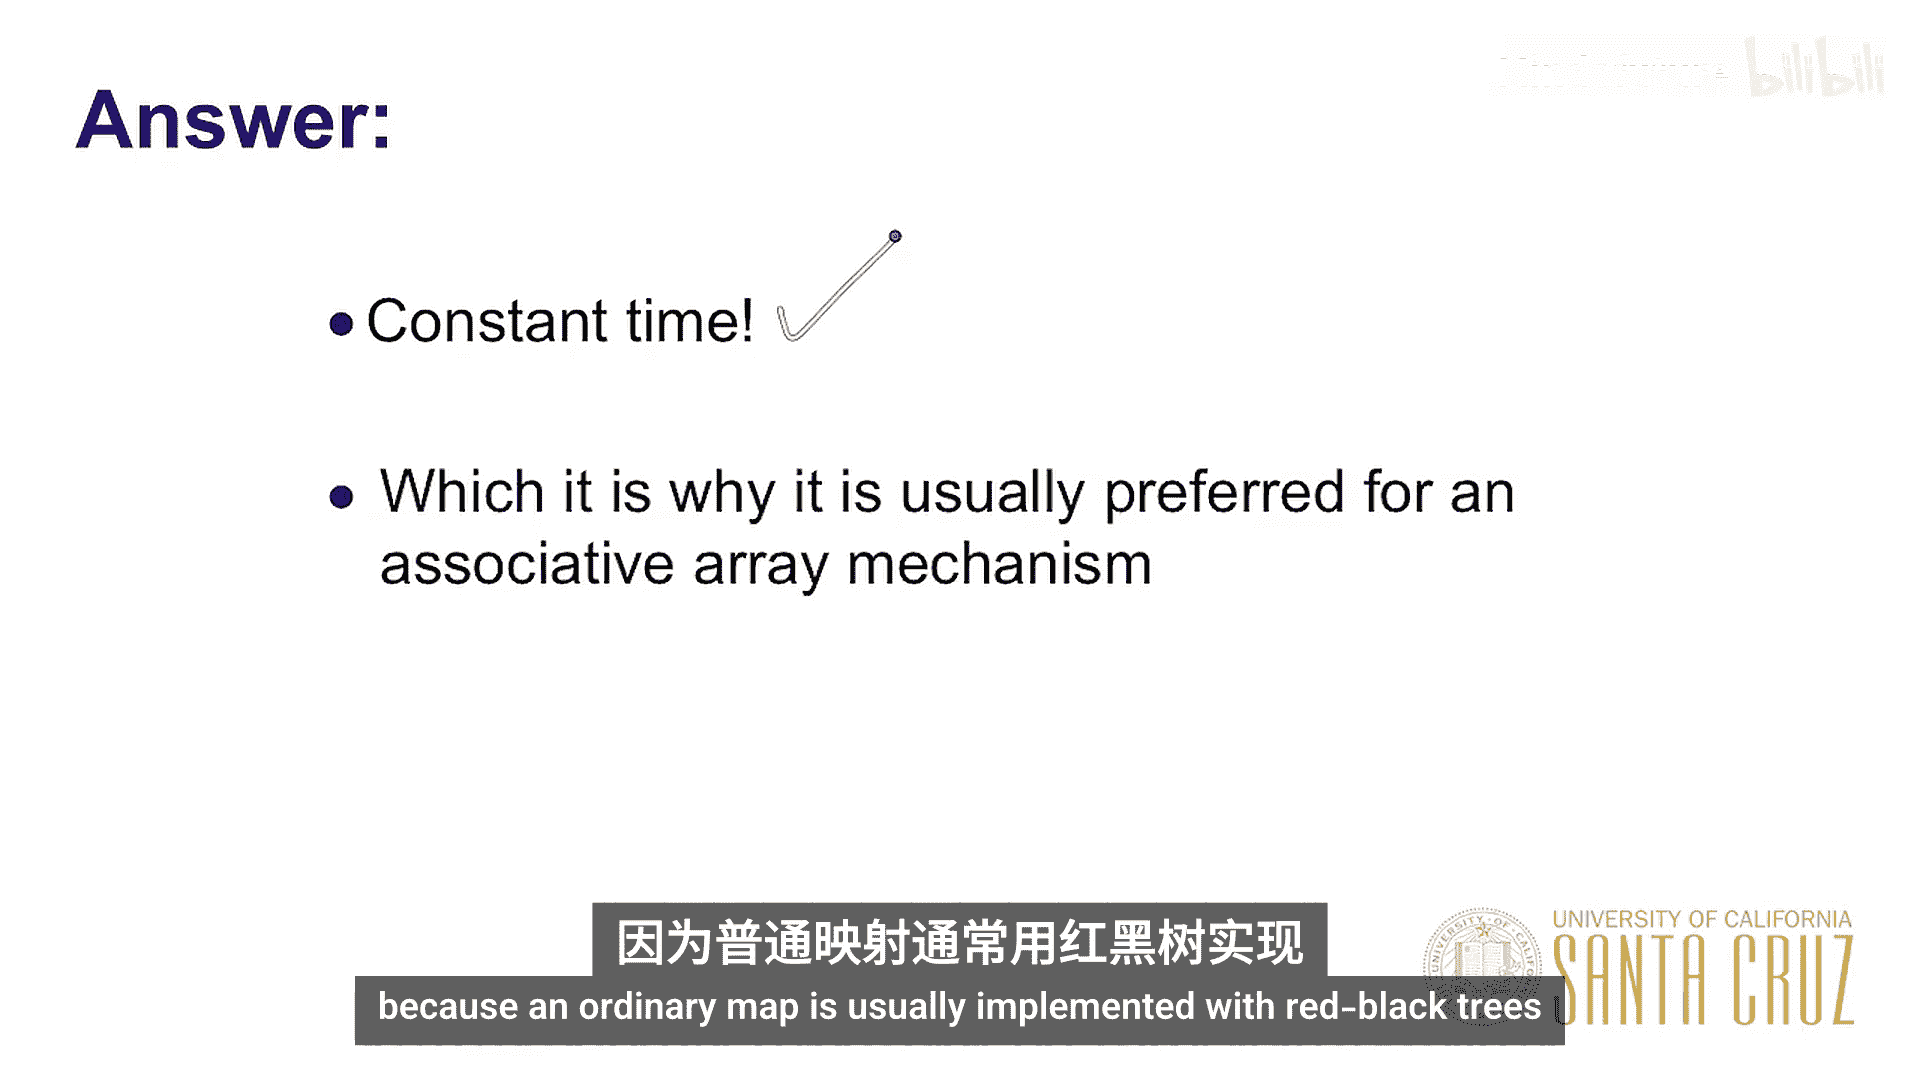 bilibili
Answer:
Constant time!
Which it is why it is usually preferred for an
associative array mechanism
因为普通映射通常用红黑树实现
because an ordinary map is usually implemented with red-black trees
UNIVERSITY OF CALIFORNIA
SANTA CRUZ